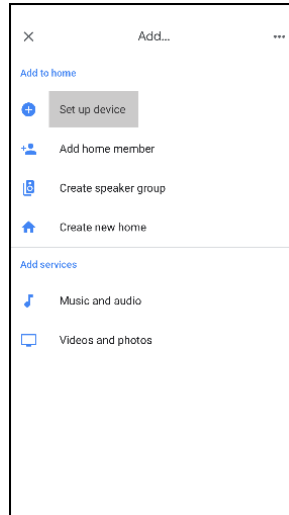 Add...
Add to home
Set up device
Add home member
Create speaker group
Create new home
Add services
Music and audio
Videos and photos